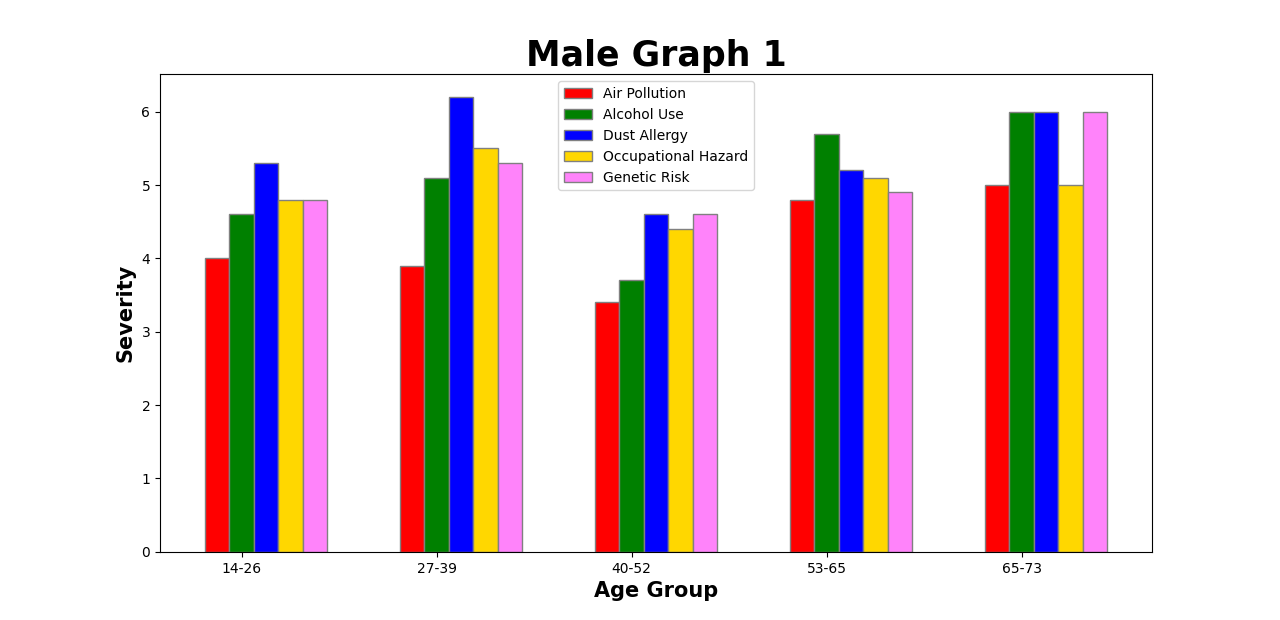 Male Graph 1
Air Pollution
Alcohol Use
Dust Allergy
Occupational Hazard
Genetic Risk
6
5
4
3
2
1
0
Severity
14-26 27-39 40-52 53-65 65-73
Age Group